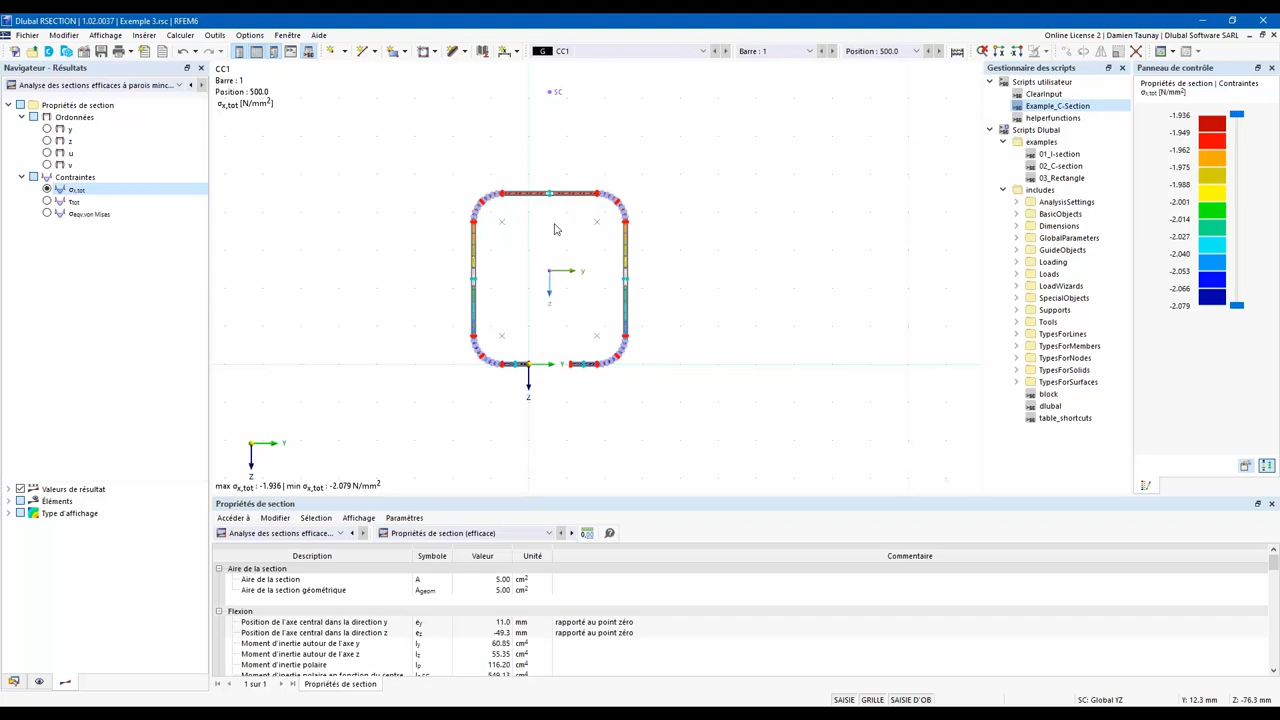 Dlubal RSECTION | 1.02.0037 | Exemple 3.rsc | RFEM6
Fichier Modifier Affichage Insérer Calculer Outils Options Fenêtre Aide
Online License 2 | Damien Taunay | Dlubal Software SARL
G CC1 Barre : 1 Position : 500.0
Navigateur - Résultats
Analyse des sections efficaces à parois minc...
Propriétés de section
Ordonnées
y
z
u
v
Contraintes
σx,tot
τtot
σeqv,von Mises
Valeurs de résultat
Éléments
Type d'affichage
CC1
Barre : 1
Position : 500.0
σx,tot [N/mm2]
SC
y
z
Y
Z
Y
Z
max σx,tot : -1.936 | min σx,tot : -2.079 N/mm2
Gestionnaire des scripts
Scripts utilisateur
ClearInput
Example_C-Section
helperfunctions
Scripts Dlubal
examples
01_I-section
02_C-section
03_Rectangle
includes
AnalysisSettings
BasicObjects
Dimensions
GlobalParameters
GuideObjects
Loading
Loads
LoadWizards
SpecialObjects
Supports
Tools
TypesForLines
TypesForMembers
TypesForNodes
TypesForSolids
TypesForSurfaces
block
dlubal
table_shortcuts
Panneau de contrôle
Propriétés de section | Contraintes
σx,tot [N/mm2]
-1.936
-1.949
-1.962
-1.975
-1.988
-2.001
-2.014
-2.027
-2.040
-2.053
-2.066
-2.079
Propriétés de section
Accéder à Modifier Sélection Affichage Paramètres
Analyse des sections efficace... Propriétés de section (efficace)
Description Symbole Valeur Unité Commentaire
Aire de la section
Aire de la section A 5.00 cm2
Aire de la section géométrique Ageom 5.00 cm2
Flexion
Position de l'axe central dans la direction y ey 11.0 mm rapporté au point zéro
Position de l'axe central dans la direction z ez -49.3 mm rapporté au point zéro
Moment d'inertie autour de l'axe y Iy 60.85 cm4
Moment d'inertie autour de l'axe z Iz 55.35 cm4
Moment d'inertie polaire Ip 116.20 cm4
Moment d'inertie polaire en fonction du centre 549.13 cm4
1 sur 1 Propriétés de section
SAISIE GRILLE SAISIE D'OB SC: Global YZ Y: 12.3 mm Z: -76.3 mm